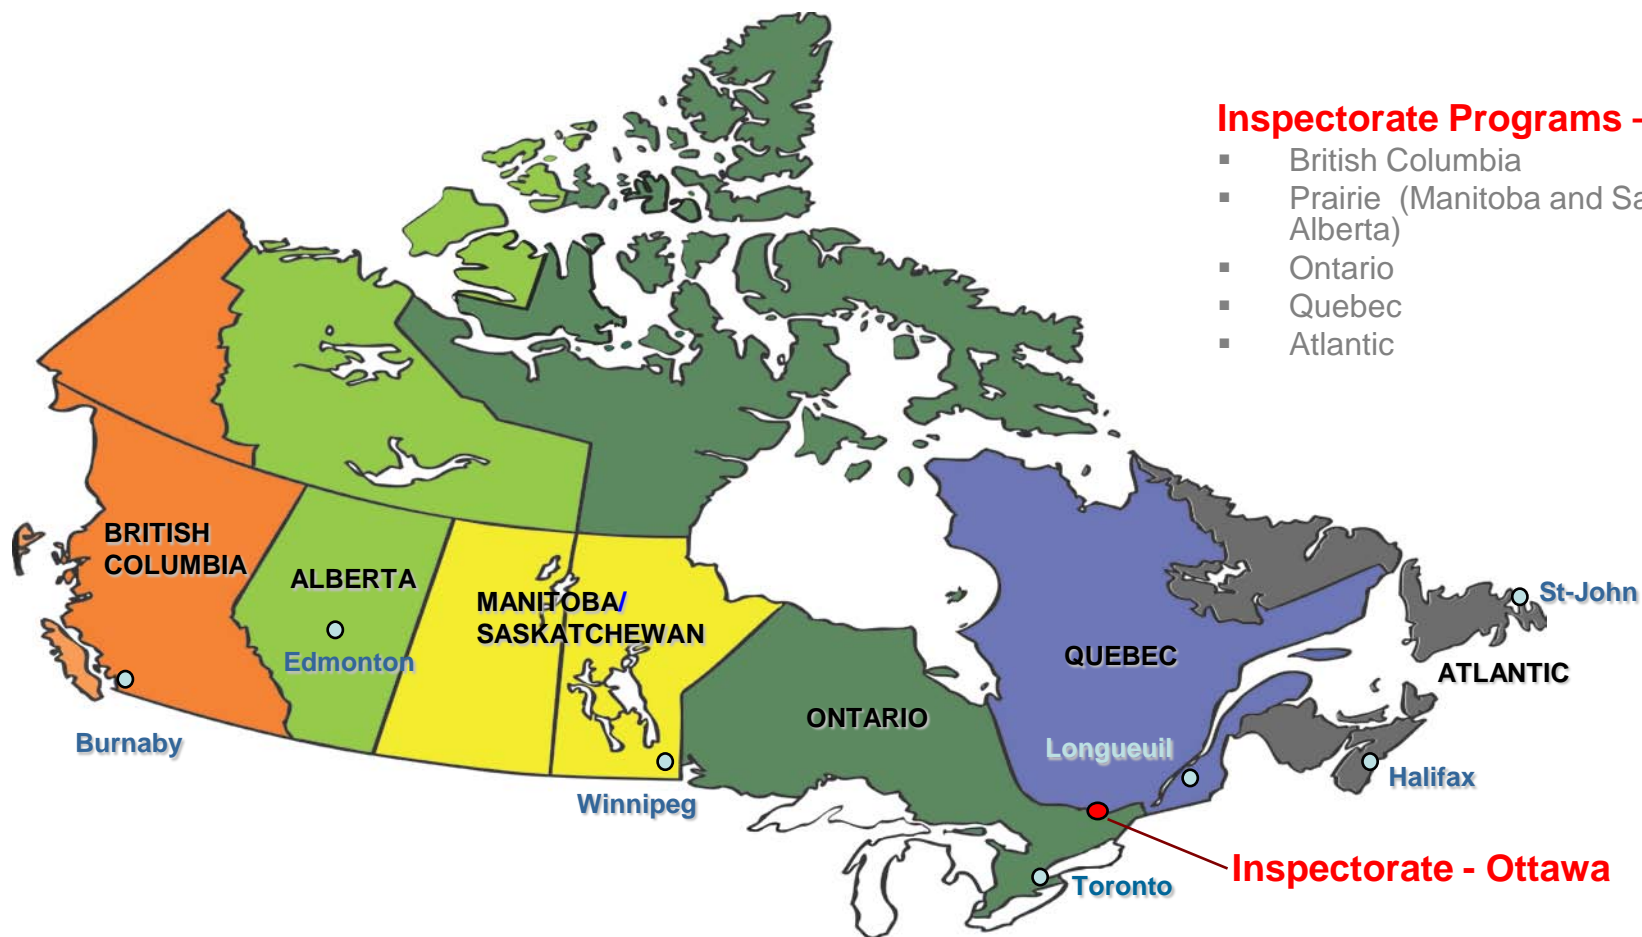 Inspectorate Programs -
▪ British Columbia
▪ Prairie (Manitoba and Sa
Alberta)
▪ Ontario
▪ Quebec
▪ Atlantic
BRITISH
COLUMBIA
ALBERTA
MANITOBA/
SASKATCHEWAN
Edmonton
St-John
QUEBEC
ATLANTIC
ONTARIO
Burnaby
Longueuil
Halifax
Winnipeg
Inspectorate - Ottawa
Toronto